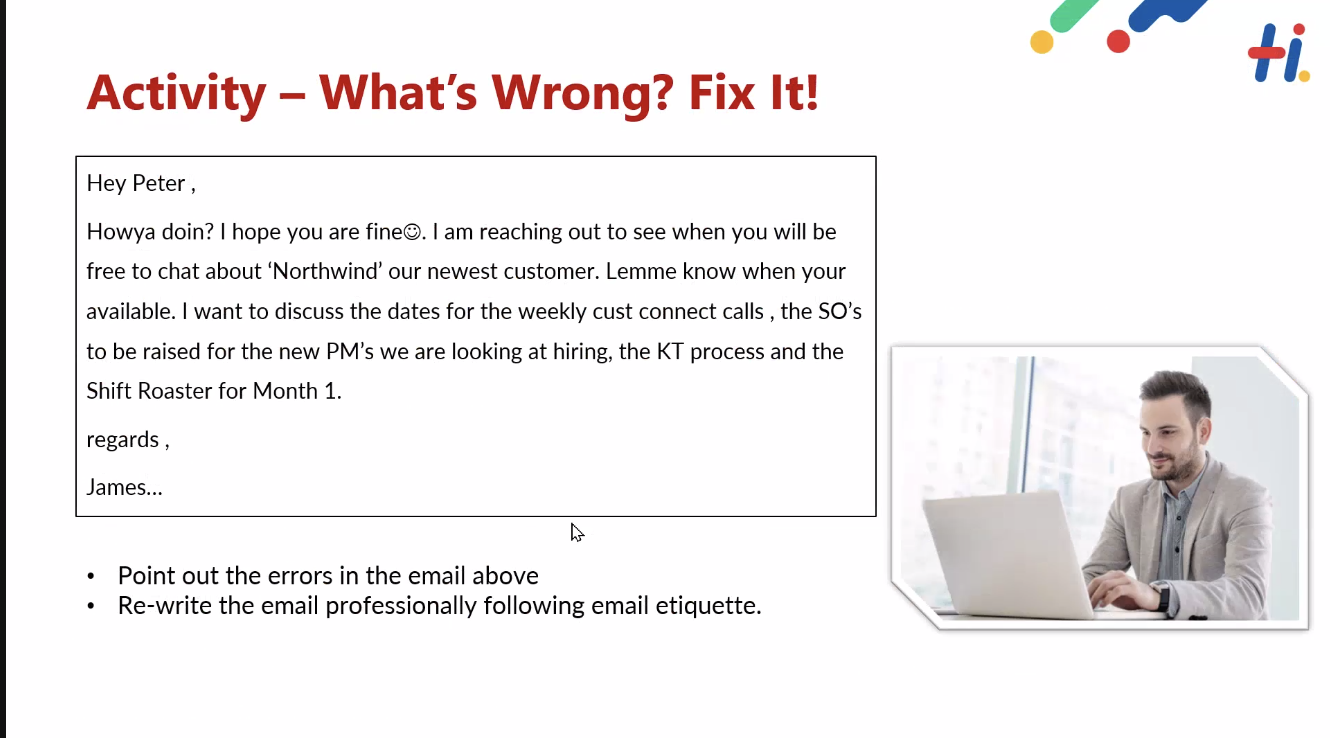 Hi.
Activity – What’s Wrong? Fix It!
Hey Peter ,
Howya doin? I hope you are fine☺. I am reaching out to see when you will be
free to chat about ‘Northwind’ our newest customer. Lemme know when your
available. I want to discuss the dates for the weekly cust connect calls , the SO’s
to be raised for the new PM’s we are looking at hiring, the KT process and the
Shift Roaster for Month 1.
regards ,
James...
• Point out the errors in the email above
• Re-write the email professionally following email etiquette.